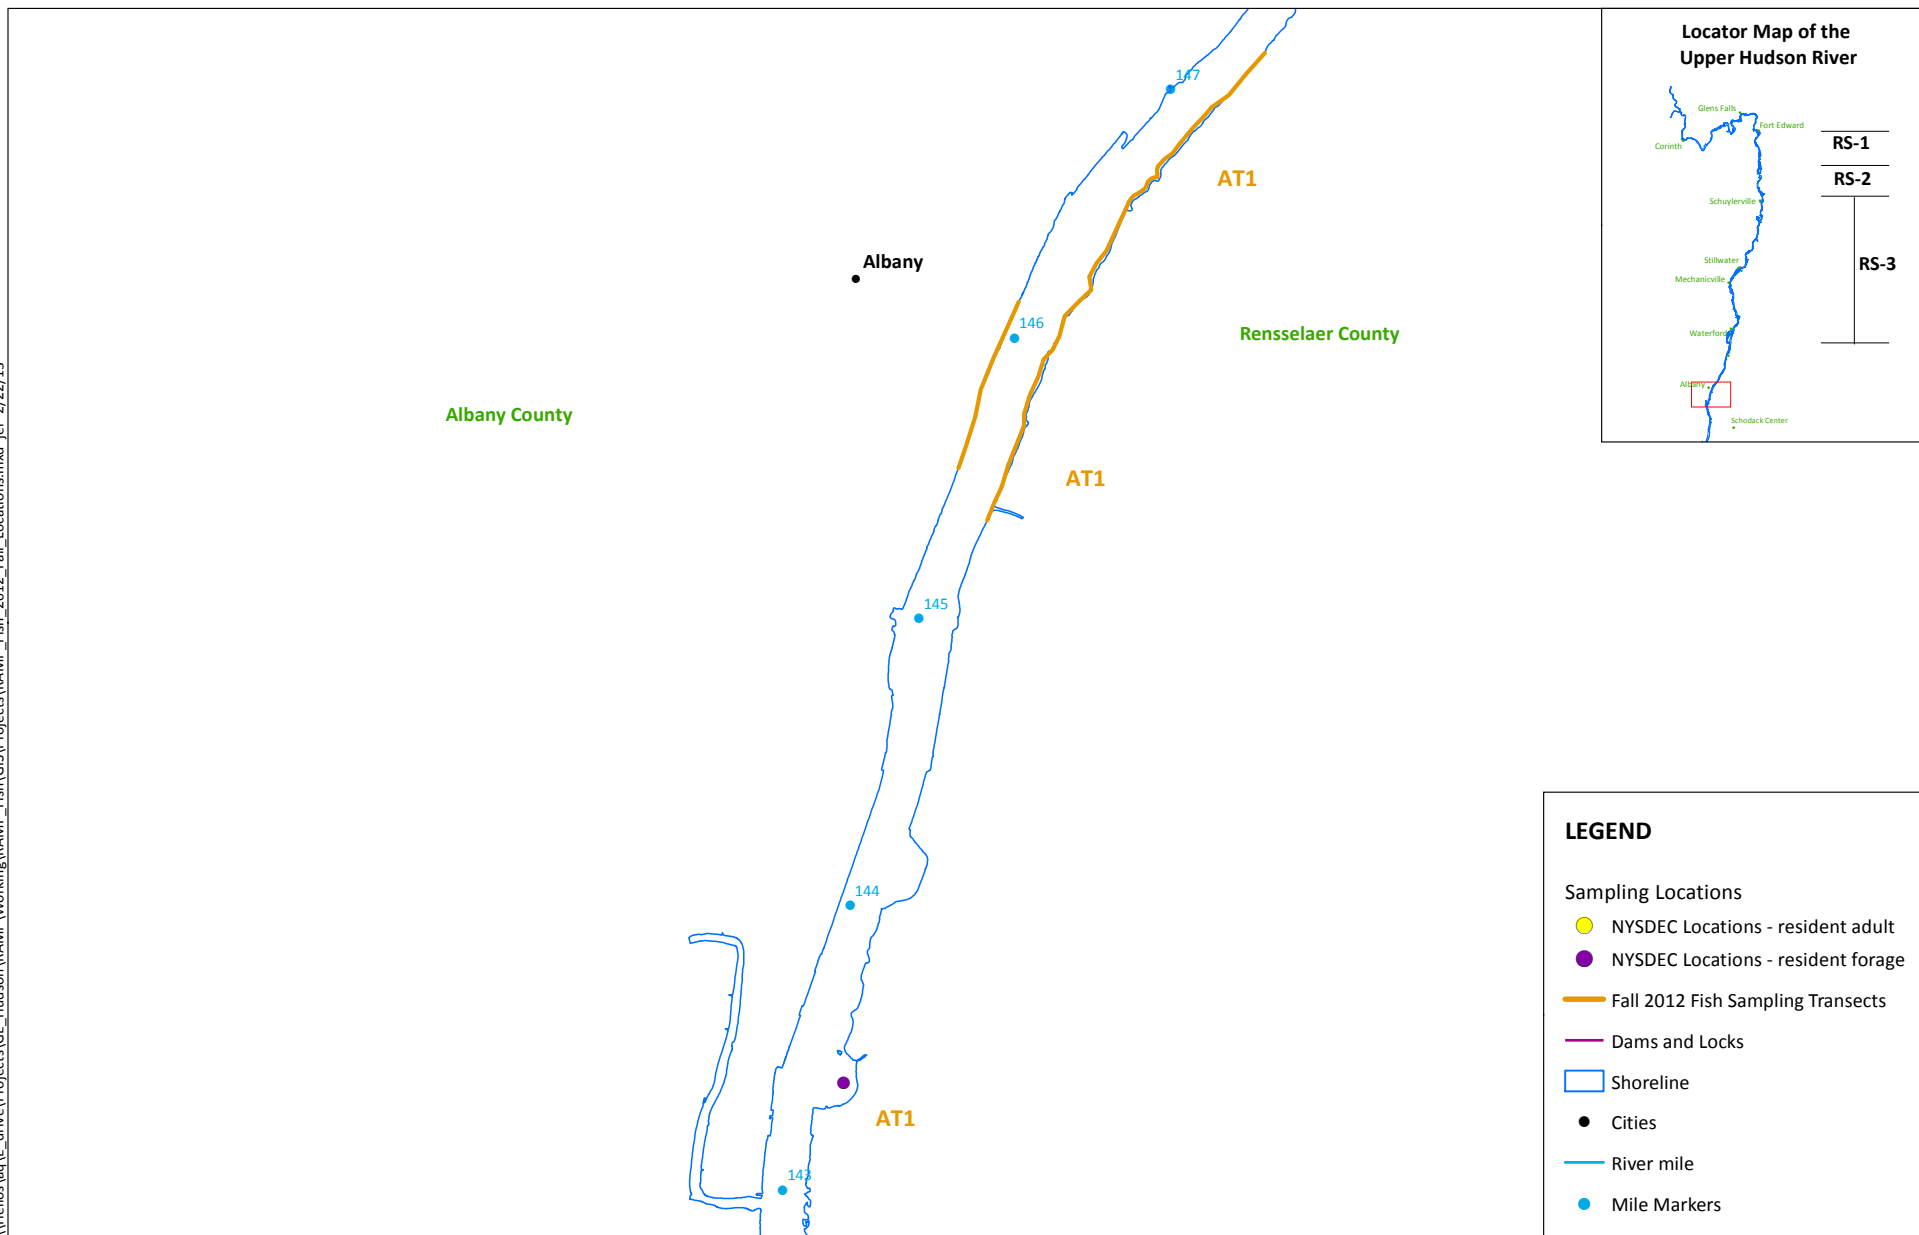 Locator Map of the
Upper Hudson River
Glens Falls
Fort Edward
Corinth
RS-1
RS-2
Schuylerville
Stillwater
RS-3
Mechanicville
Waterford
Albany
Schodack Center
147
AT1
Albany
146
Rensselaer County
Albany County
AT1
145
144
AT1
143
LEGEND
Sampling Locations
NYSDEC Locations - resident adult
NYSDEC Locations - resident forage
Fall 2012 Fish Sampling Transects
Dams and Locks
Shoreline
Cities
River mile
Mile Markers